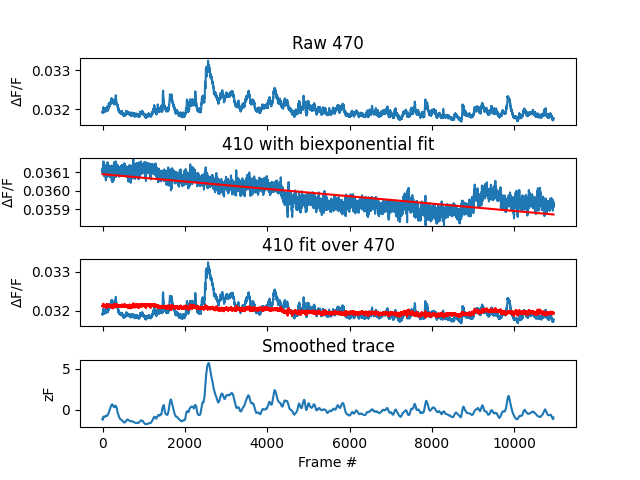 Raw 470
ΔF/F
0.033
0.032
410 with biexponential fit
ΔF/F
0.0361
0.0360
0.0359
410 fit over 470
ΔF/F
0.033
0.032
Smoothed trace
zF
5
0
0 2000 4000 6000 8000 10000
Frame #